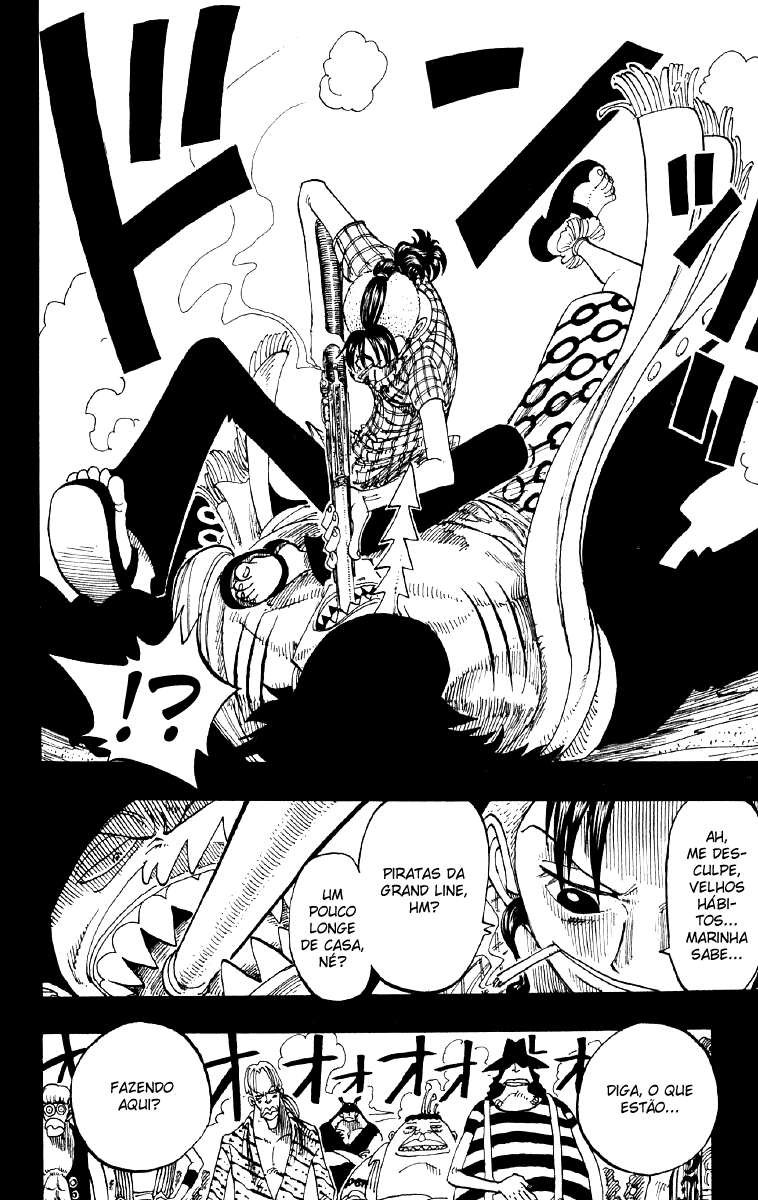 ドン
!?
AH,
ME DES-
CULPE,
VELHOS
HÁBI-
TOS...
MARINHA
SABE...
PIRATAS DA
GRAND LINE,
HM?
UM
POUCO
LONGE
DE CASA,
NÉ?
DIGA, O QUE
ESTÃO...
FAZENDO
AQUI?
オオオオオオオオ